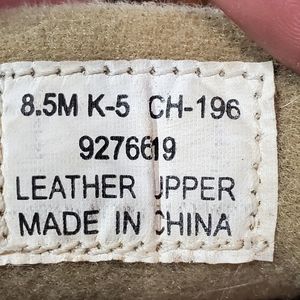 8.5M K-5 CH-196
9276619
LEATHER UPPER
MADE IN CHINA